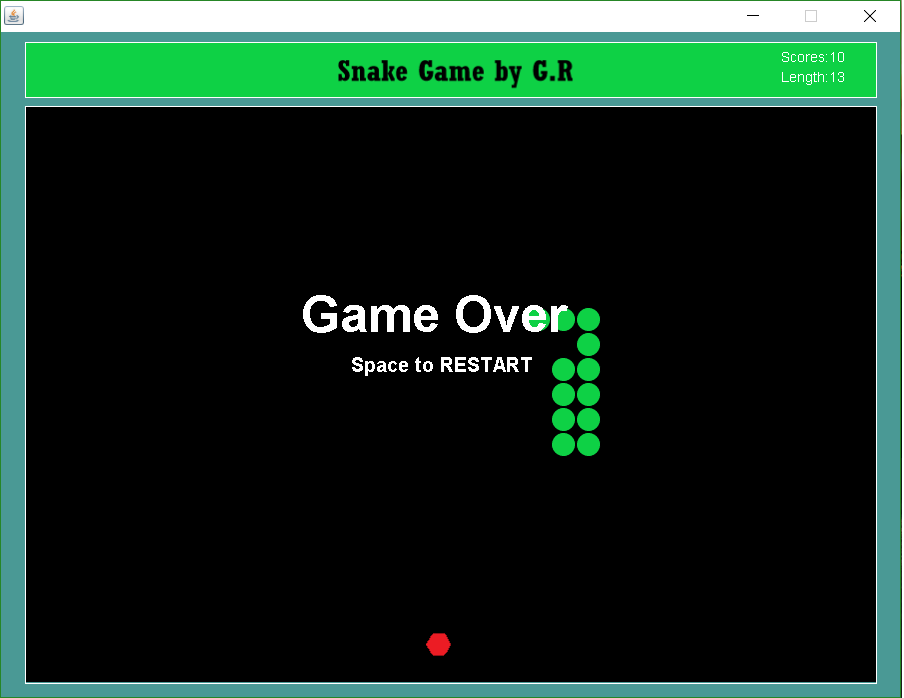 Snake Game by G.R
Scores:10
Length:13
Game Over
Space to RESTART